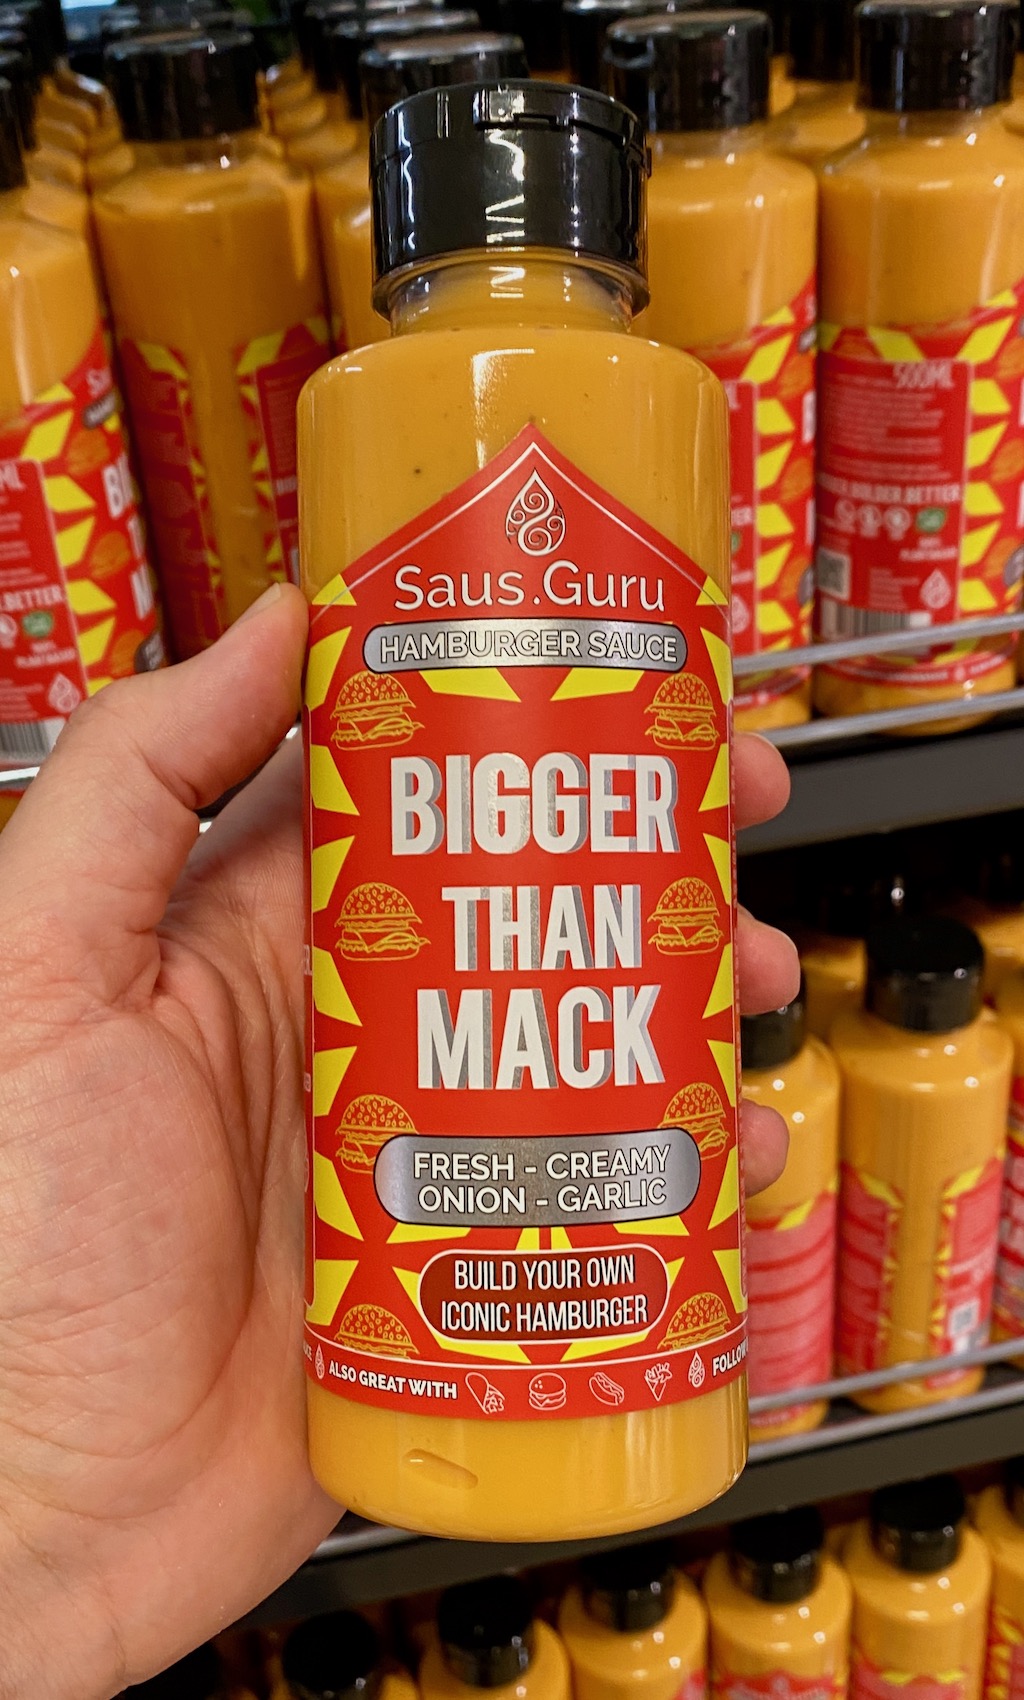 Saus.Guru
HAMBURGER SAUCE
BIGGER
THAN
MACK
FRESH - CREAMY
ONION - GARLIC
BUILD YOUR OWN
ICONIC HAMBURGER
ALSO GREAT WITH
FOLLOW
500ML
BOLDER.BETTER